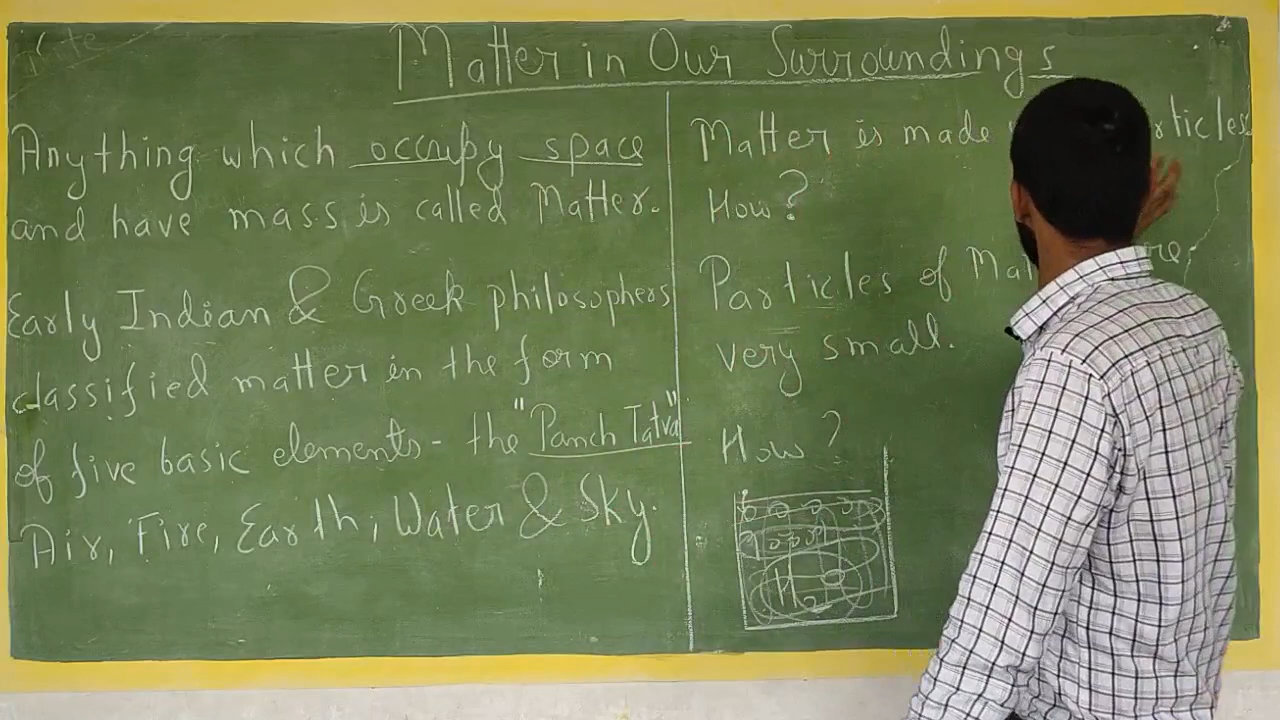 Date
Matter in Our Surroundings
Anything which occupy space
and have mass is called Matter.
Early Indian & Greek philosophers
classified matter in the form
of five basic elements - the "Panch Tatva"
Air, Fire, Earth, Water & Sky.
Matter is made
How?
Particles of
very small.
How?
H2O